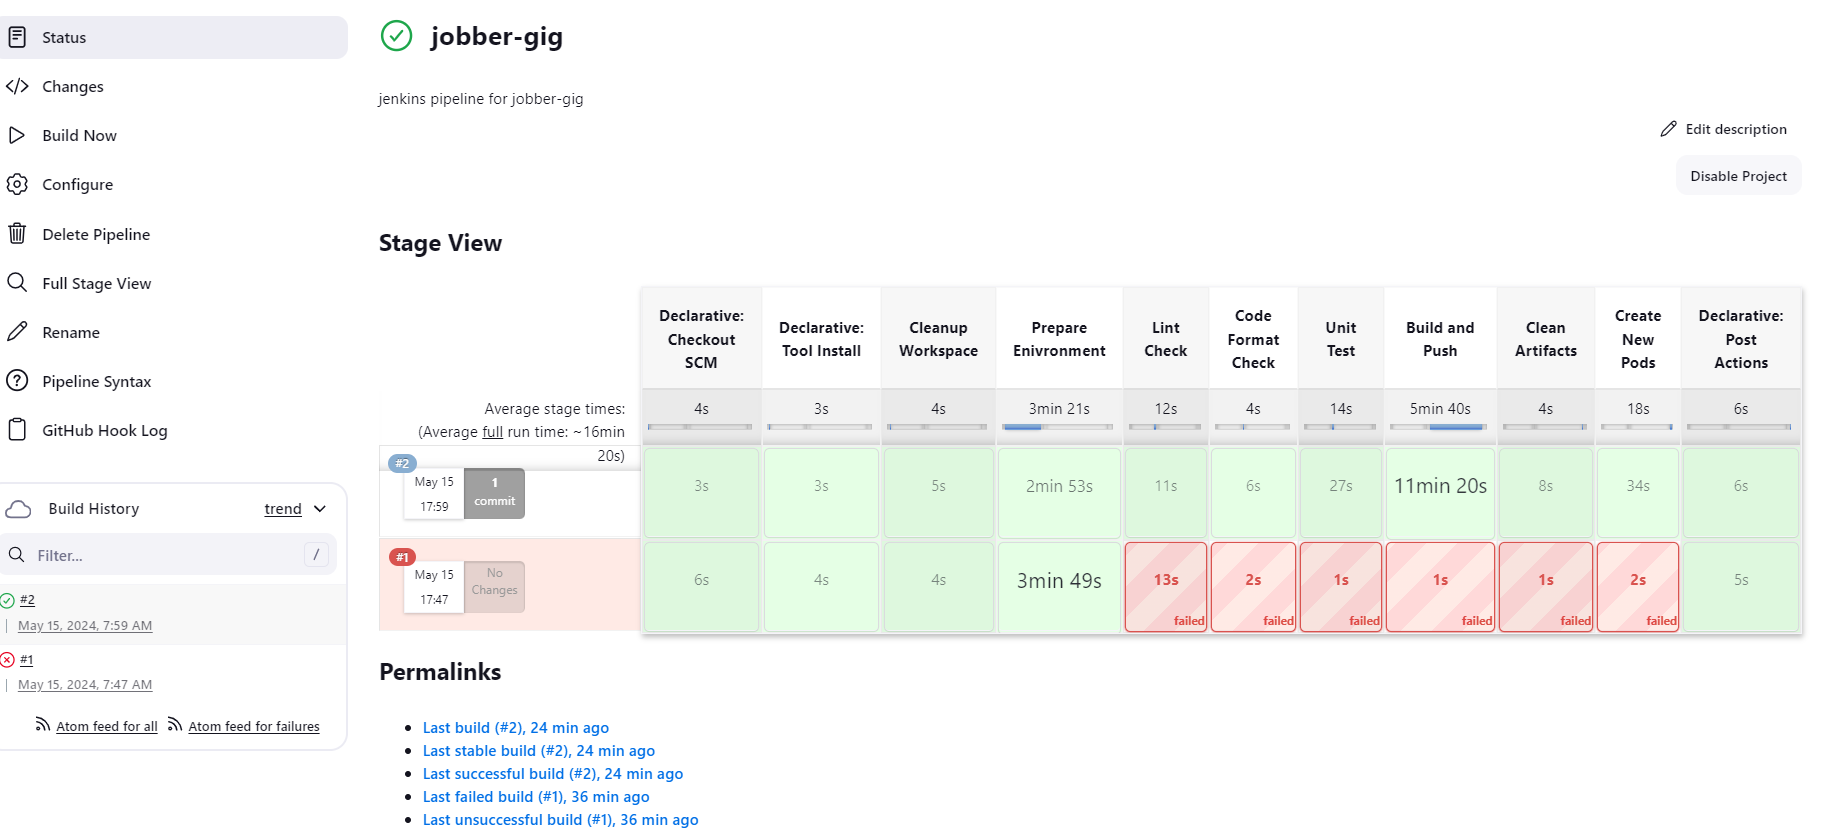 Status
Changes
Build Now
Configure
Delete Pipeline
Full Stage View
Rename
Pipeline Syntax
GitHub Hook Log
Build History
trend
Filter...
/
#2
May 15, 2024, 7:59 AM
#1
May 15, 2024, 7:47 AM
Atom feed for all
Atom feed for failures
jobber-gig
jenkins pipeline for jobber-gig
Edit description
Disable Project
Stage View
Declarative:
Checkout
SCM
Declarative:
Tool Install
Cleanup
Workspace
Prepare
Enivronment
Lint
Check
Code
Format
Check
Unit
Test
Build and
Push
Clean
Artifacts
Create
New
Pods
Declarative:
Post
Actions
Average stage times:
(Average full run time: ~16min
20s)
4s
3s
4s
3min 21s
12s
4s
14s
5min 40s
4s
18s
6s
#2
May 15
17:59
1
commit
3s
3s
5s
2min 53s
11s
6s
27s
11min 20s
8s
34s
6s
#1
May 15
17:47
No
Changes
6s
4s
4s
3min 49s
13s
failed
2s
failed
1s
failed
1s
failed
1s
failed
2s
failed
5s
Permalinks
Last build (#2), 24 min ago
Last stable build (#2), 24 min ago
Last successful build (#2), 24 min ago
Last failed build (#1), 36 min ago
Last unsuccessful build (#1), 36 min ago